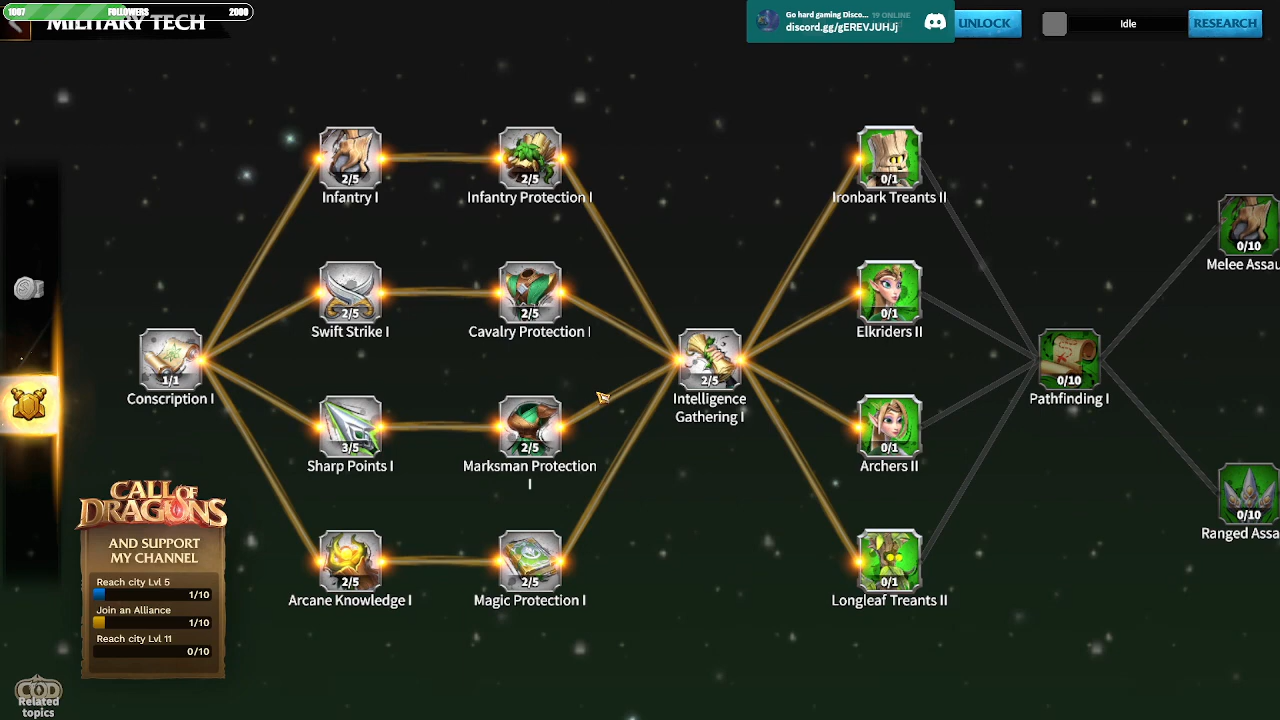 1007 FOLLOWERS 2000
MILITARY TECH
Go hard gaming Disco... 19 ONLINE
discord.gg/gEREVJUHJj
UNLOCK
Idle
RESEARCH
2/5
Infantry I
2/5
Infantry Protection I
0/1
Ironbark Treants II
0/10
Melee Assau
2/5
Swift Strike I
2/5
Cavalry Protection I
0/1
Elkriders II
1/1
Conscription I
2/5
Intelligence
Gathering I
0/10
Pathfinding I
3/5
Sharp Points I
2/5
Marksman Protection
I
0/1
Archers II
0/10
Ranged Assa
2/5
Arcane Knowledge I
2/5
Magic Protection I
0/1
Longleaf Treants II
CALL OF
DRAGONS
AND SUPPORT
MY CHANNEL
Reach city Lvl 5
1/10
Join an Alliance
1/10
Reach city Lvl 11
0/10
COD
Related
topics